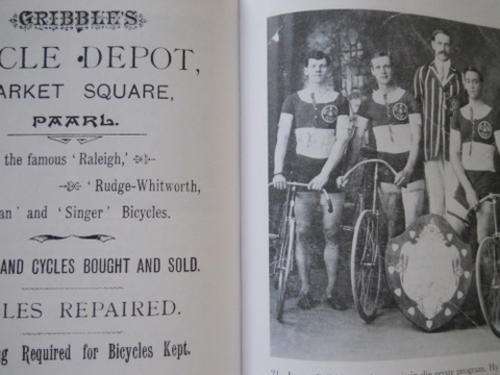 GRIBBLE'S
CLE DEPOT,
ARKET SQUARE,
PAARL.
the famous 'Raleigh,'
'Rudge-Whitworth,
an' and 'Singer' Bicycles.
AND CYCLES BOUGHT AND SOLD.
LES REPAIRED.
g Required for Bicycles Kept.